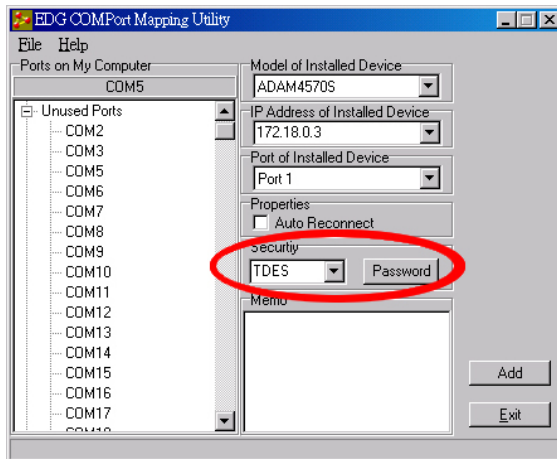 EDG COMPort Mapping Utility
File Help
Ports on My Computer
COM5
Unused Ports
COM2
COM3
COM5
COM6
COM7
COM8
COM9
COM10
COM11
COM12
COM13
COM14
COM15
COM16
COM17
COM18
Model of Installed Device
ADAM4570S
IP Address of Installed Device
172.18.0.3
Port of Installed Device
Port 1
Properties
Auto Reconnect
Securtiy
TDES
Password
Memo
Add
Exit